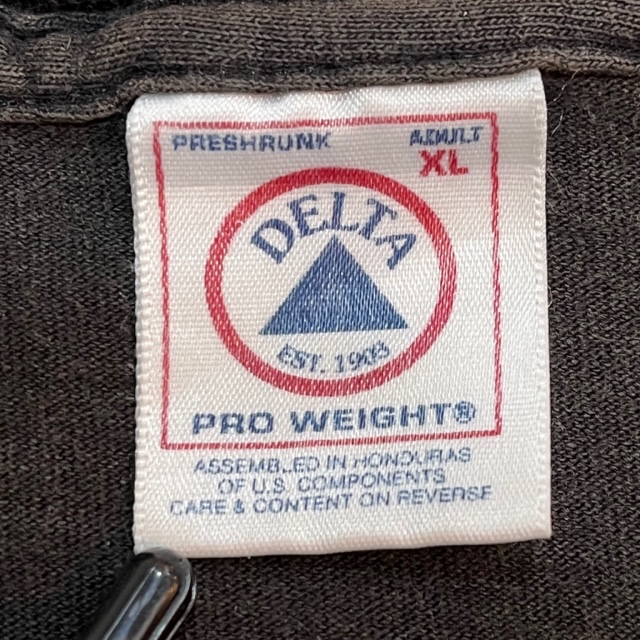 PRESHRUNK ADULT
XL
DELTA
EST. 1903
PRO WEIGHT®
ASSEMBLED IN HONDURAS
OF U.S. COMPONENTS
CARE & CONTENT ON REVERSE